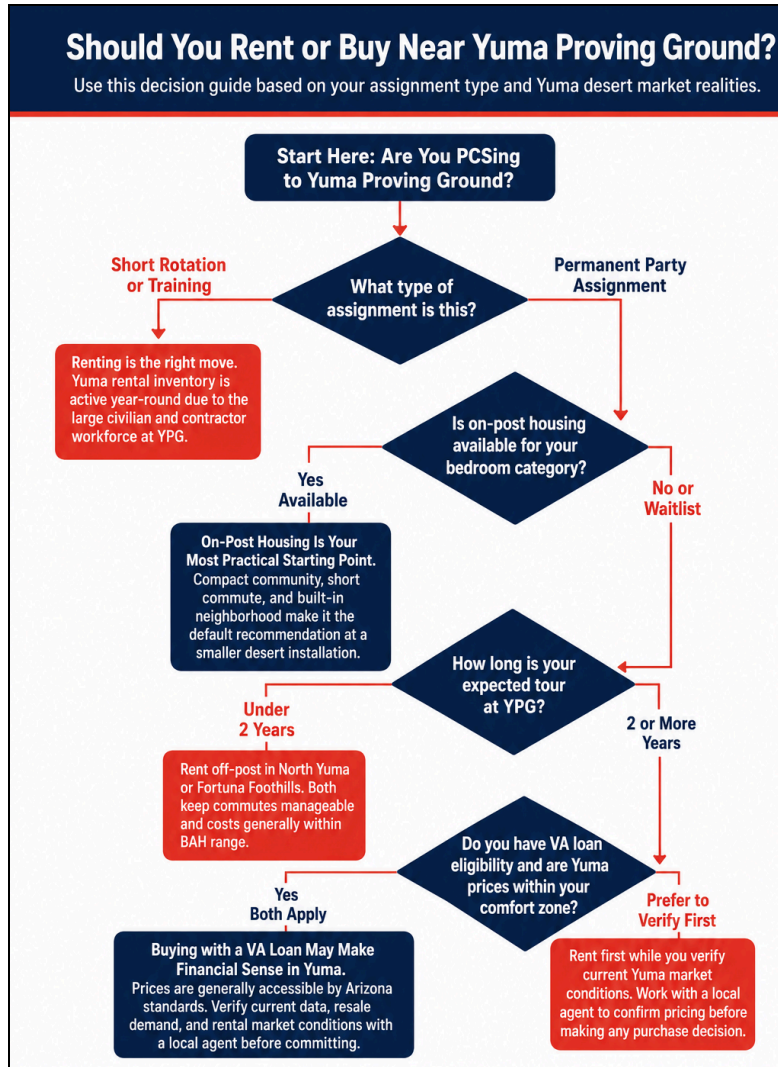 Should You Rent or Buy Near Yuma Proving Ground?
Use this decision guide based on your assignment type and Yuma desert market realities.
Start Here: Are You PCSing
to Yuma Proving Ground?
What type of
assignment is this?
Short Rotation
or Training
Permanent Party
Assignment
Renting is the right move.
Yuma rental inventory is
active year-round due to the
large civilian and contractor
workforce at YPG.
Is on-post housing
available for your
bedroom category?
Yes
Available
No or
Waitlist
On-Post Housing Is Your
Most Practical Starting Point.
Compact community, short
commute, and built-in
neighborhood make it the
default recommendation at a
smaller desert installation.
How long is your
expected tour
at YPG?
Under
2 Years
2 or More
Years
Rent off-post in North Yuma
or Fortuna Foothills. Both
keep commutes manageable
and costs generally within
BAH range.
Do you have VA loan
eligibility and are Yuma
prices within your
comfort zone?
Yes
Both Apply
Prefer to
Verify First
Buying with a VA Loan May Make
Financial Sense in Yuma.
Prices are generally accessible by Arizona
standards. Verify current data, resale
demand, and rental market conditions with
a local agent before committing.
Rent first while you verify
current Yuma market
conditions. Work with a local
agent to confirm pricing before
making any purchase decision.